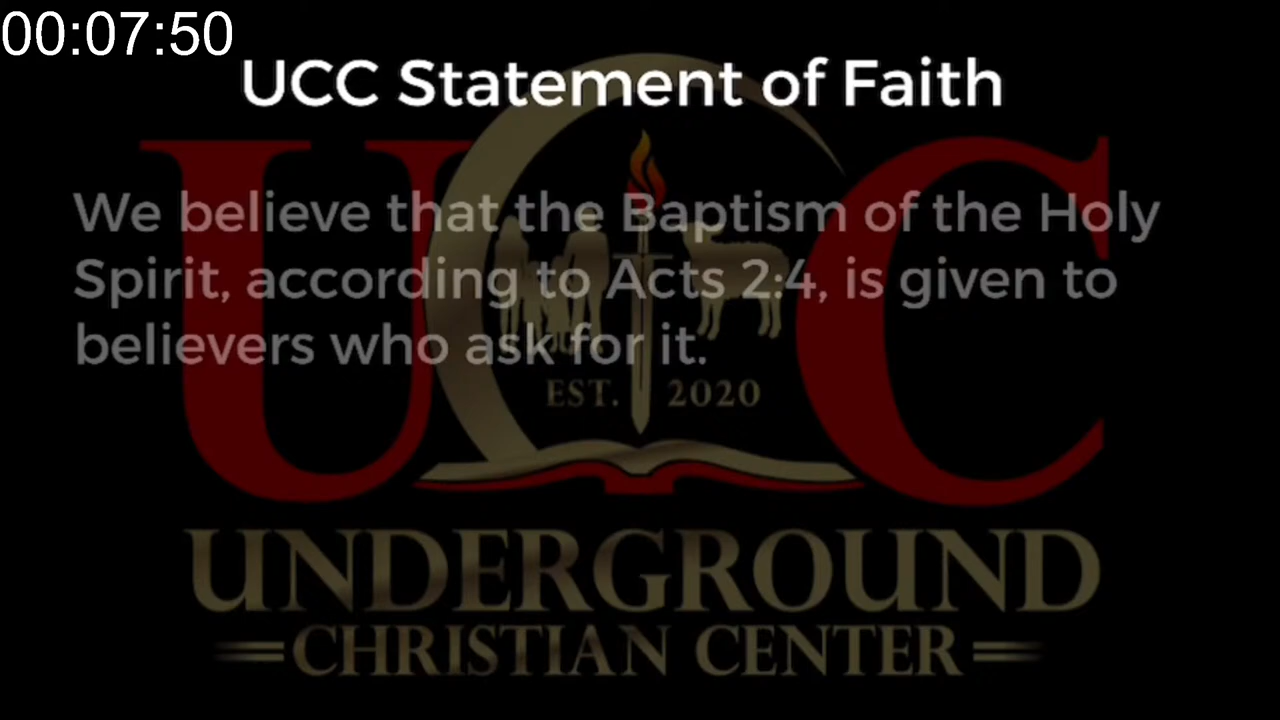 00:07:50
UCC Statement of Faith
We believe that the Baptism of the Holy
Spirit, according to Acts 2:4, is given to
believers who ask for it.
UCC
EST. 2020
UNDERGROUND
CHRISTIAN CENTER